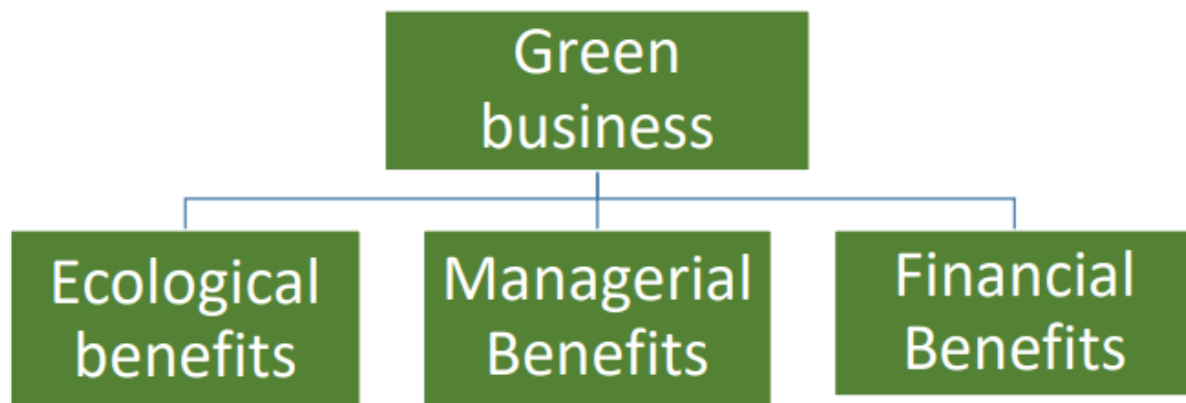 Green
business
Ecological
benefits
Managerial
Benefits
Financial
Benefits